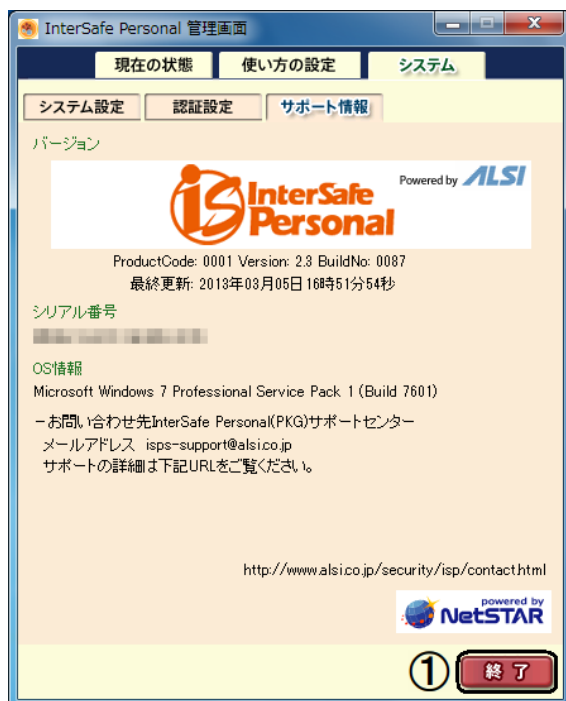 InterSafe Personal 管理画面
現在の状態 使い方の設定 システム
システム設定 認証設定 サポート情報
バージョン
iS InterSafe Personal Powered by ALSI
ProductCode: 0001 Version: 2.3 BuildNo: 0087
最終更新: 2013年03月05日 16時51分54秒
シリアル番号
OS情報
Microsoft Windows 7 Professional Service Pack 1 (Build 7601)
－お問い合わせ先InterSafe Personal(PKG)サポートセンター
メールアドレス isps-support@alsi.co.jp
サポートの詳細は下記URLをご覧ください。
http://www.alsi.co.jp/security/isp/contact.html
powered by
NetSTAR
① 終了